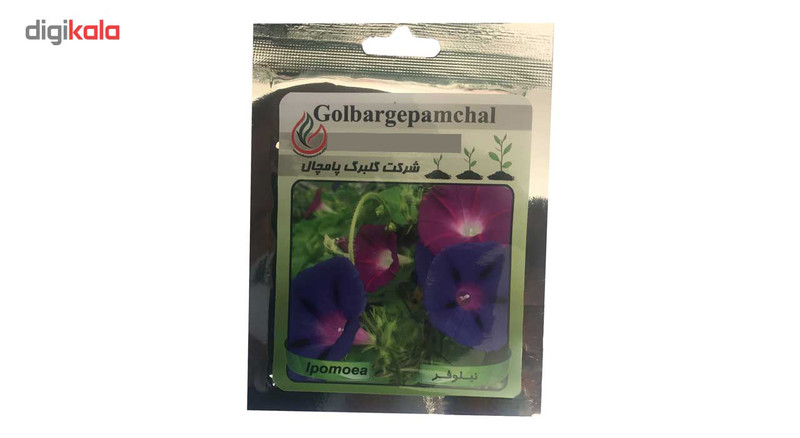 digikala
Golbargepamchal
شرکت گلبرگ پامچال
Ipomoea
نیلوفر